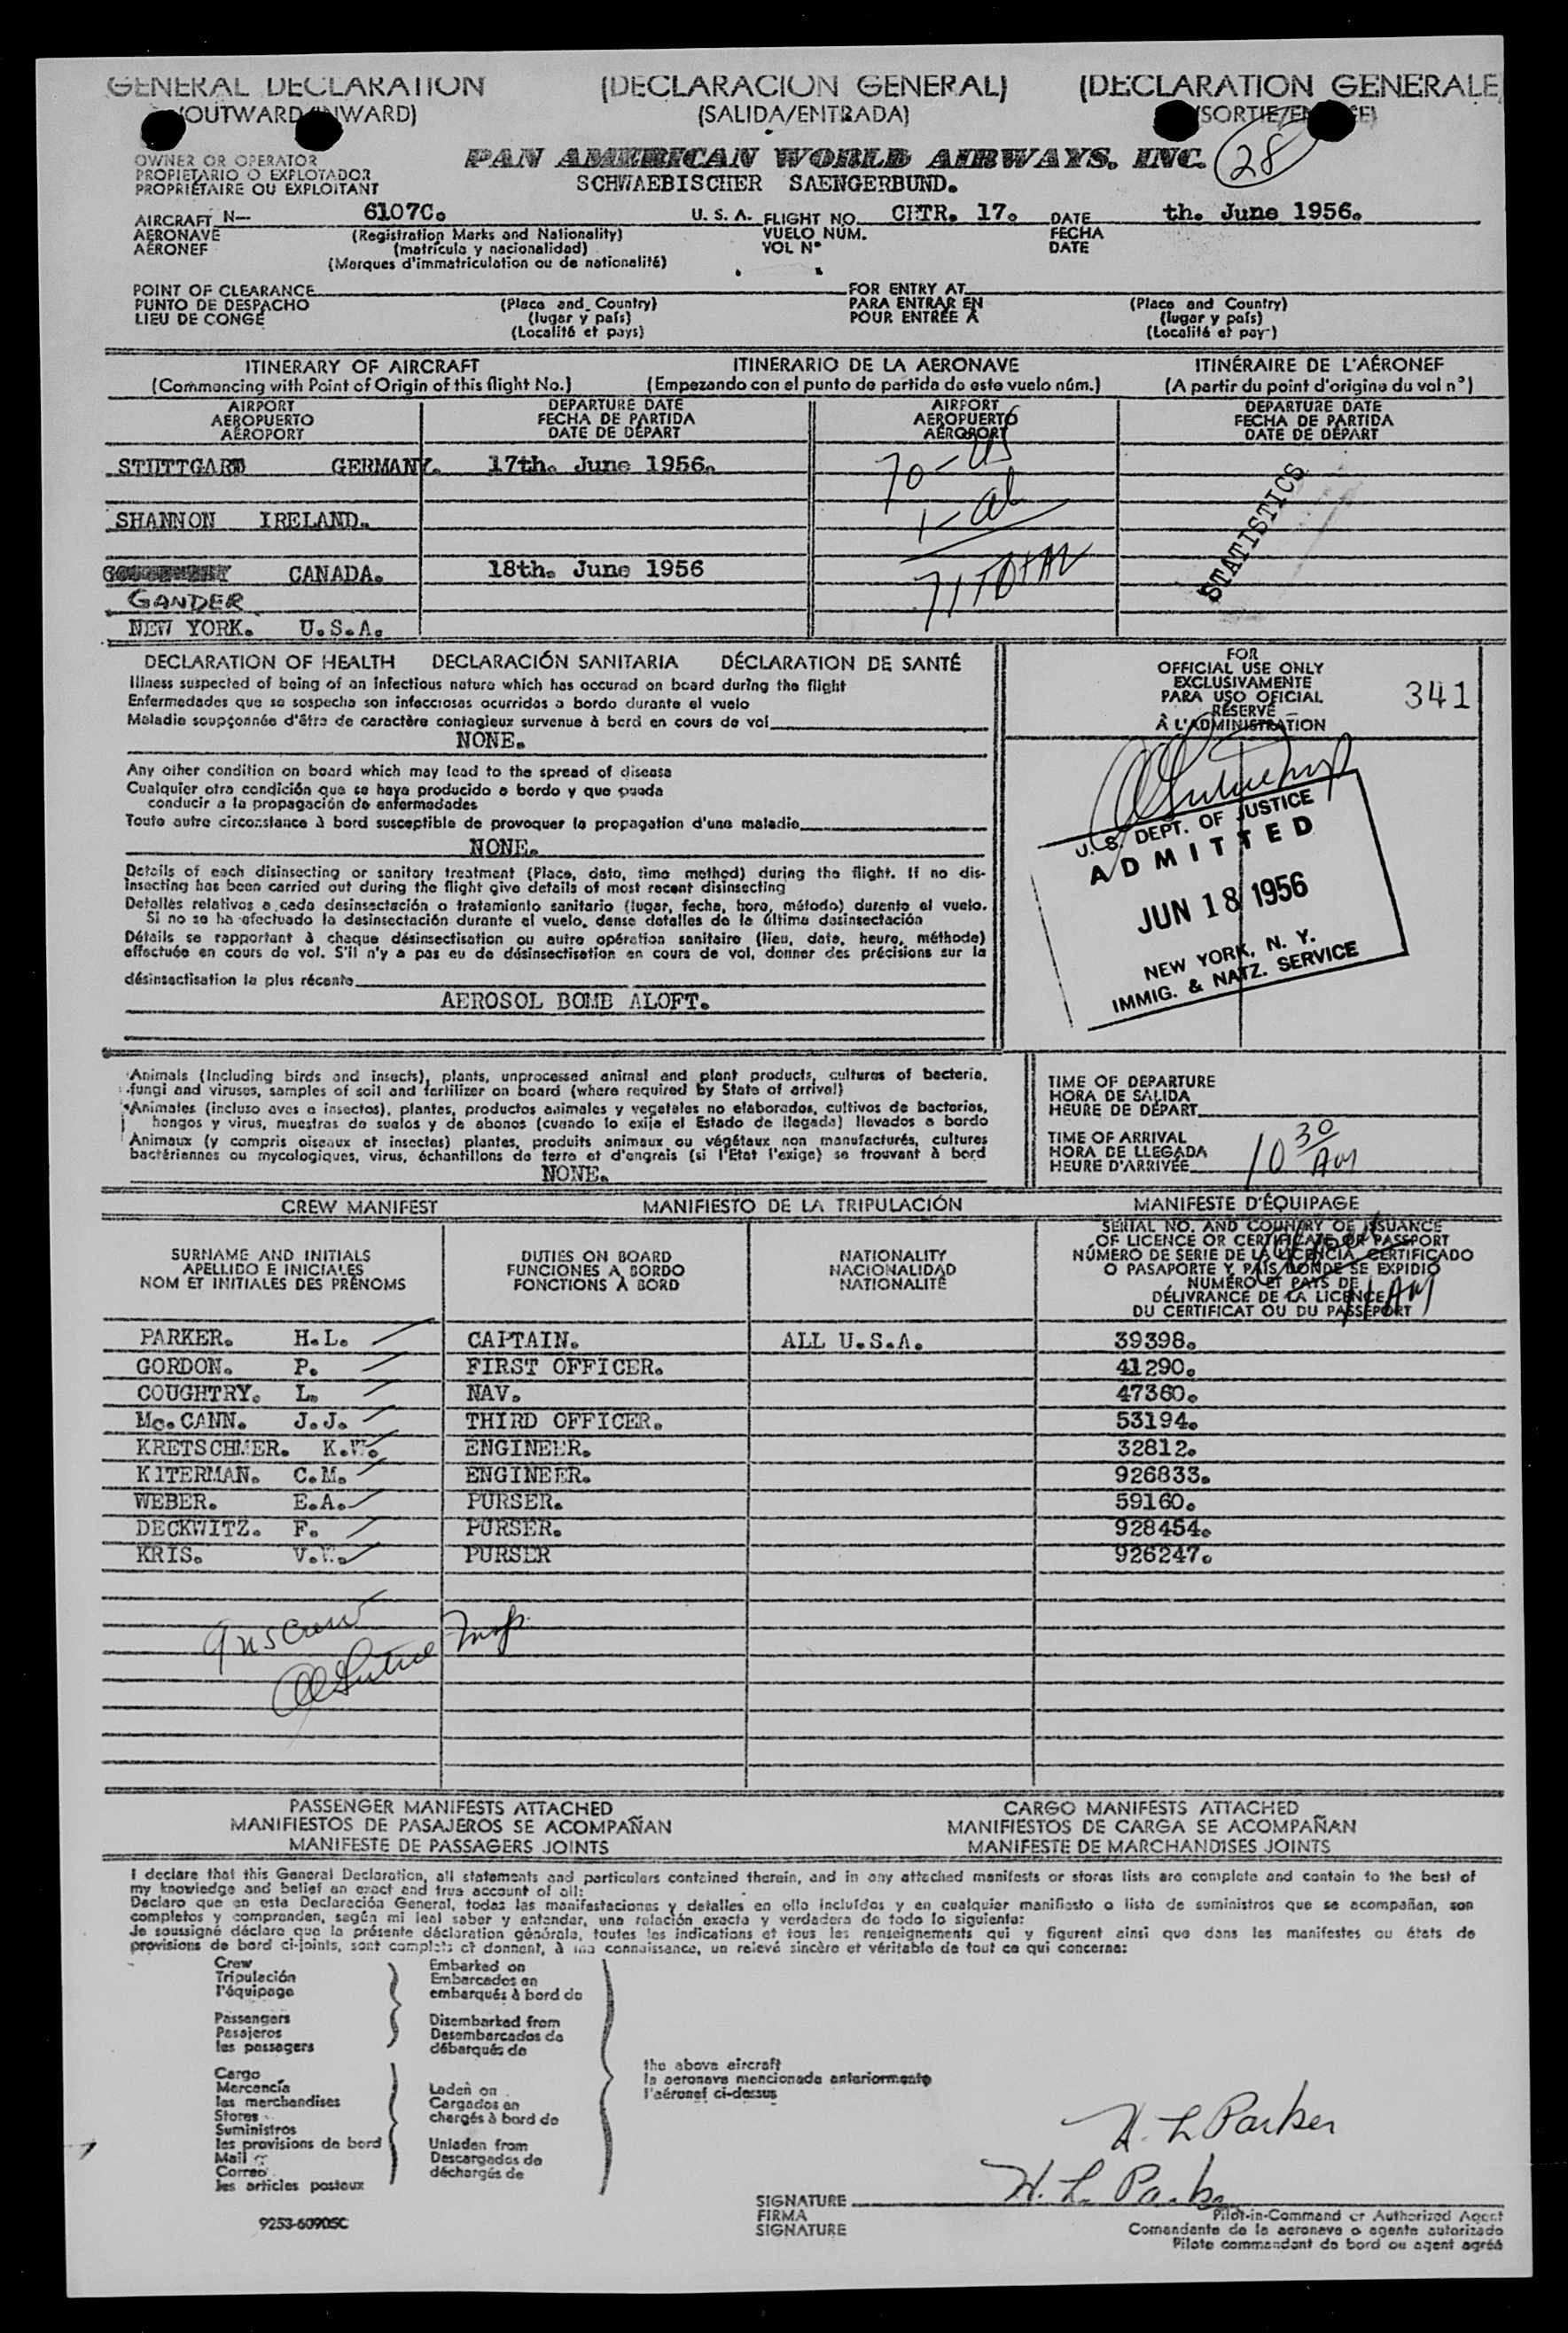 GENERAL DECLARATION (DECLARACION GENERAL) (DECLARATION GENERALE)
(OUTWARD/INWARD) (SALIDA/ENTRADA) (SORTIE/ENTRÉE)
OWNER OR OPERATOR
PROPIETARIO O EXPLOTADOR
PROPRIÉTAIRE OU EXPLOITANT
PAN AMERICAN WORLD AIRWAYS, INC.
28
SCHWAEBISCHER SAENGERBUND.
AIRCRAFT N— 6107C. U. S. A. FLIGHT NO. CHTR. 17. DATE th. June 1956.
AERONAVE (Registration Marks and Nationality) VUELO NÚM. FECHA
AÉRONEF (matrícula y nacionalidad) VOL Nº DATE
(Marques d'immatriculation ou de nationalité)
POINT OF CLEARANCE FOR ENTRY AT
PUNTO DE DESPACHO (Place and Country) PARA ENTRAR EN (Place and Country)
LIEU DE CONGÉ (lugar y país) POUR ENTRÉE À (lugar y país)
(Localité et pays) (Localité et pay-)
ITINERARY OF AIRCRAFT ITINERARIO DE LA AERONAVE ITINÉRAIRE DE L'AÉRONEF
(Commencing with Point of Origin of this flight No.) (Empezando con el punto de partida de este vuelo núm.) (A partir du point d'origine du vol nº)
AIRPORT DEPARTURE DATE AIRPORT DEPARTURE DATE
AEROPUERTO FECHA DE PARTIDA AEROPUERTO FECHA DE PARTIDA
AÉROPORT DATE DE DÉPART AÉROPORT DATE DE DÉPART
STUTTGARD GERMANY. 17th. June 1956. 70 - US
SHANNON IRELAND. 1 - al
STATISTICS
CANADA. 18th. June 1956 71 TOTAL
GANDER
NEW YORK. U.S.A.
DECLARATION OF HEALTH DECLARACIÓN SANITARIA DÉCLARATION DE SANTÉ
Illness suspected of being of an infectious nature which has occured on board during the flight
Enfermedades que se sospecha son infecciosas ocurridas a bordo durante el vuelo
Maladie soupçonnée d'être de caractère contagieux survenue à bord en cours de vol
NONE.
FOR
OFFICIAL USE ONLY
EXCLUSIVAMENTE
PARA USO OFICIAL
RÉSERVÉ
À L'ADMINISTRATION
341
Any other condition on board which may lead to the spread of disease
Cualquier otra condición que se haya producido a bordo y que pueda
conducir a la propagación de enfermedades
Toute autre circonstance à bord susceptible de provoquer la propagation d'une maladie
NONE.
Details of each disinsecting or sanitary treatment (Place, date, time method) during the flight. If no dis-
insecting has been carried out during the flight give details of most recent disinsecting
Detalles relativos a cada desinsectación o tratamiento sanitario (lugar, fecha, hora, método) durante el vuelo.
Si no se ha efectuado la desinsectación durante el vuelo, dense detalles de la última desinsectación
Détails se rapportant à chaque désinsectisation ou autre opération sanitaire (lieu, date, heure, méthode)
effectuée en cours de vol. S'il n'y a pas eu de désinsectisation en cours de vol, donner des précisions sur la
désinsectisation la plus récente
AEROSOL BOMB ALOFT.
U. S. DEPT. OF JUSTICE
ADMITTED
JUN 18 1956
NEW YORK, N. Y.
IMMIG. & NATZ. SERVICE
Animals (Including birds and insects), plants, unprocessed animal and plant products, cultures of bacteria,
fungi and viruses, samples of soil and fertilizer on board (where required by State of arrival)
Animales (incluso aves e insectos), plantas, productos animales y vegetales no elaborados, cultivos de bacterias,
hongos y virus, muestras de suelos y de abonos (cuando lo exija el Estado de llegada) llevados a bordo
Animaux (y compris oiseaux et insectes) plantes, produits animaux ou végétaux non manufacturés, cultures
bactériennes ou mycologiques, virus, échantillons de terre et d'engrais (si l'Etat l'exige) se trouvant à bord
NONE.
TIME OF DEPARTURE
HORA DE SALIDA
HEURE DE DÉPART
TIME OF ARRIVAL
HORA DE LLEGADA
HEURE D'ARRIVÉE 10 30 AM
CREW MANIFEST MANIFIESTO DE LA TRIPULACIÓN MANIFESTE D'ÉQUIPAGE
SURNAME AND INITIALS
APELLIDO E INICIALES
NOM ET INITIALES DES PRÉNOMS
DUTIES ON BOARD
FUNCIONES A BORDO
FONCTIONS À BORD
NATIONALITY
NACIONALIDAD
NATIONALITÉ
SERIAL NO. AND COUNTRY OF ISSUANCE
OF LICENCE OR CERTIFICATE OR PASSPORT
NÚMERO DE SERIE DE LA LICENCIA, CERTIFICADO
O PASAPORTE Y PAÍS DONDE SE EXPIDIÓ
NUMÉRO ET PAYS DE
DÉLIVRANCE DE LA LICENCE
DU CERTIFICAT OU DU PASSEPORT
PARKER. H.L. CAPTAIN. ALL U.S.A. 39398.
GORDON. P. FIRST OFFICER. 41290.
COUGHTRY. L. NAV. 47360.
Mc.CANN. J.J. THIRD OFFICER. 53194.
KRETSCHMER. K.W. ENGINEER. 32812.
KITERMAN. C.M. ENGINEER. 926833.
WEBER. E.A. PURSER. 59160.
DECKWITZ. F. PURSER. 928454.
KRIS. PURSER 926247.
PASSENGER MANIFESTS ATTACHED CARGO MANIFESTS ATTACHED
MANIFIESTOS DE PASAJEROS SE ACOMPAÑAN MANIFIESTOS DE CARGA SE ACOMPAÑAN
MANIFESTE DE PASSAGERS JOINTS MANIFESTE DE MARCHANDISES JOINTS
I declare that this General Declaration, all statements and particulars contained therein, and in any attached manifests or stores lists are complete and contain to the best of
my knowledge and belief an exact and true account of all:
Declaro que en esta Declaración General, todas las manifestaciones y detalles en ella incluídos y en cualquier manifiesto o lista de suministros que se acompañan, son
completos y comprenden, según mi leal saber y entender, una relación exacta y verdadera de todo lo siguiente:
Je soussigné déclare que la présente déclaration générale, toutes les indications et tous les renseignements qui y figurent ainsi que dans les manifestes ou états de
provisions de bord ci-joints, sont complets et donnent, à ma connaissance, un relevé sincère et véritable de tout ce qui concerne:
Crew Embarked on
Tripulación Embarcados en
l'équipage embarqués à bord de
Passengers Disembarked from
Pasajeros Desembarcados de
les passagers débarqués de
the above aircraft
la aeronave mencionada anteriormente
l'aéronef ci-dessus
Cargo
Mercancía Laden on
les merchandises Cargados en
Stores chargés à bord de
Suministros
les provisions de bord Unladen from
Mail Descargados de
Correo déchargés de
les articles postaux
H. L Parker
SIGNATURE H. L. Parker
FIRMA Pilot-in-Command or Authorized Agent
SIGNATURE Comandante de la aeronave o agente autorizado
Pilote commandant de bord ou agent agréé
9253-60905C